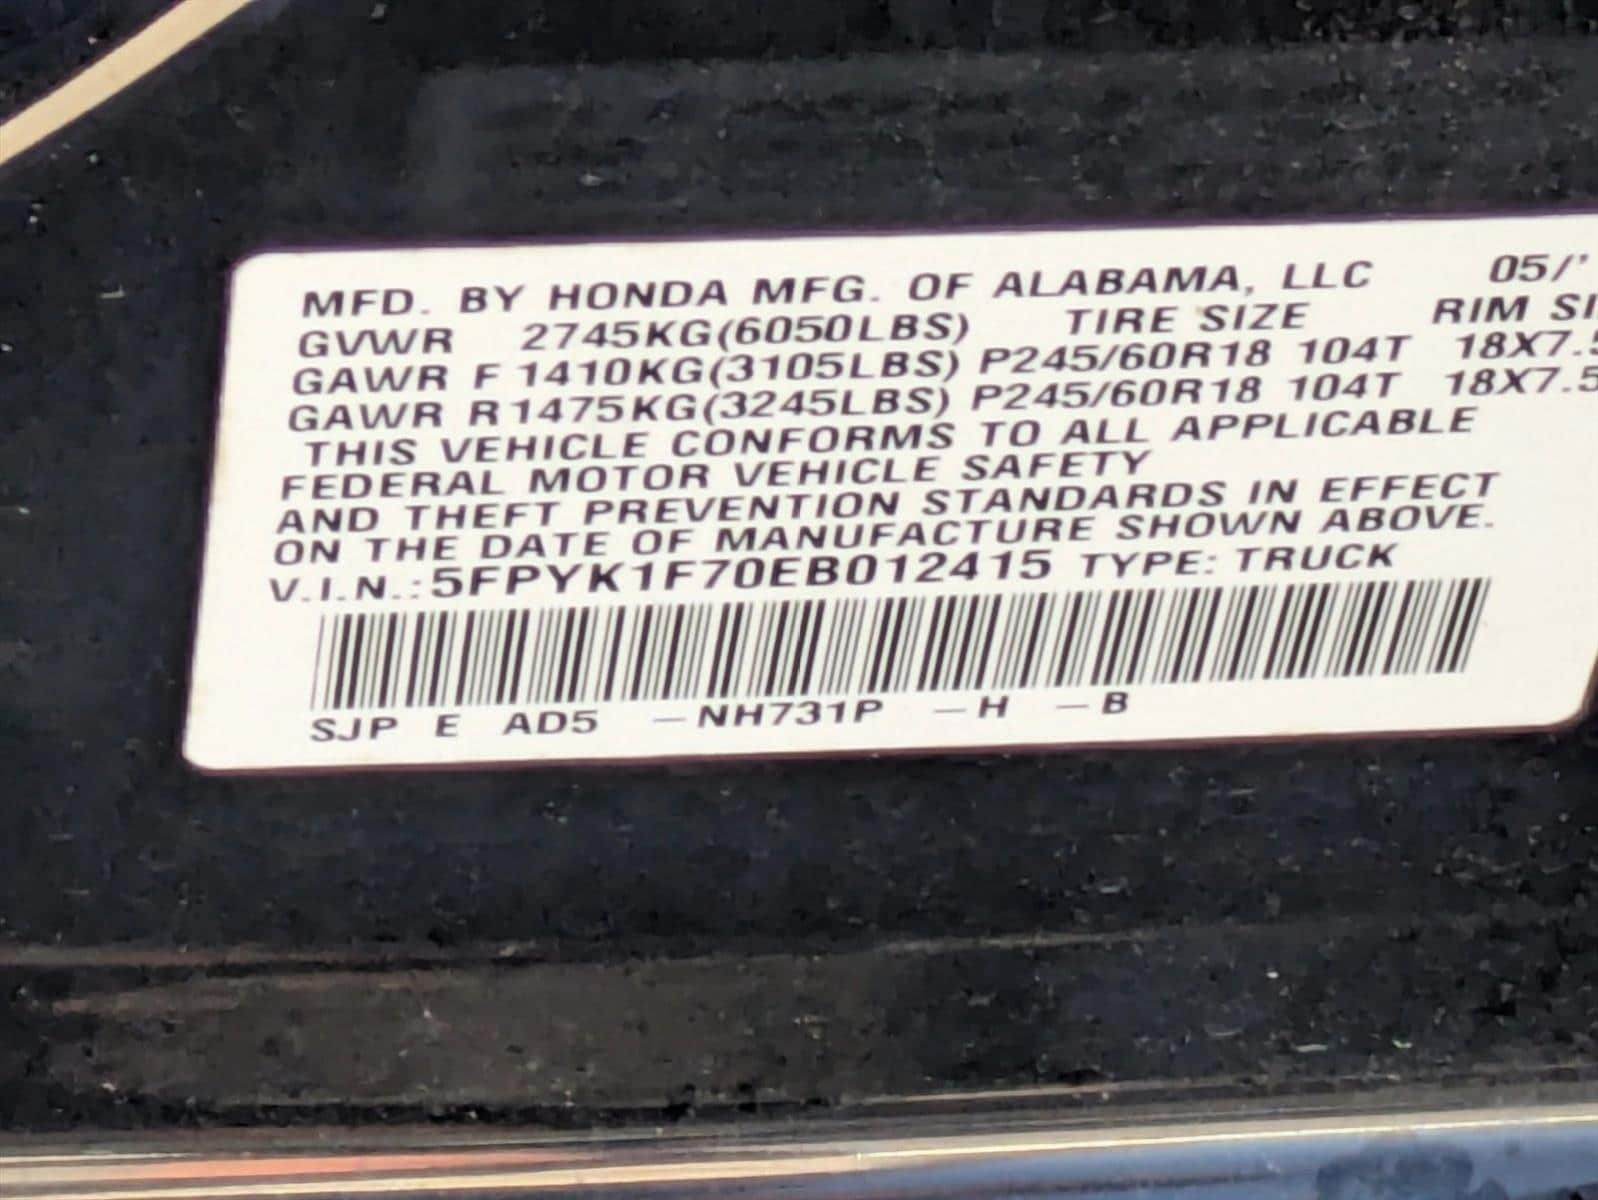 MFD. BY HONDA MFG. OF ALABAMA, LLC 05/'
GVWR 2745KG(6050LBS) TIRE SIZE RIM SI
GAWR F 1410KG(3105LBS) P245/60R18 104T 18X7.5
GAWR R 1475KG(3245LBS) P245/60R18 104T 18X7.5
THIS VEHICLE CONFORMS TO ALL APPLICABLE
FEDERAL MOTOR VEHICLE SAFETY
AND THEFT PREVENTION STANDARDS IN EFFECT
ON THE DATE OF MANUFACTURE SHOWN ABOVE.
V.I.N.:5FPYK1F70EB012415 TYPE: TRUCK
SJP E AD5 -NH731P -H -B